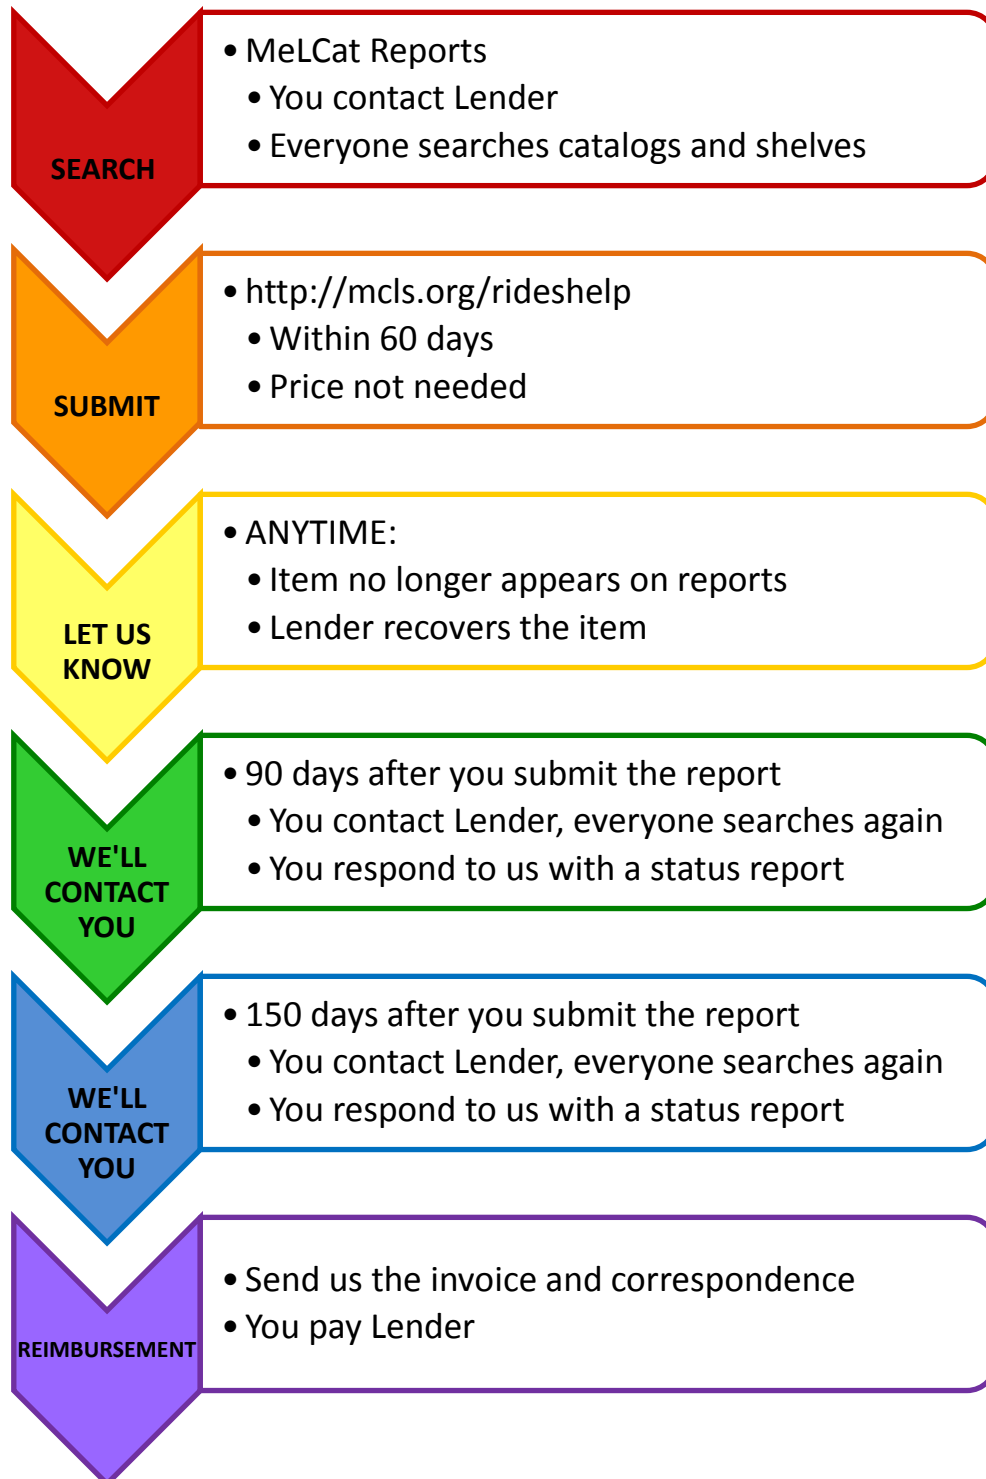 SEARCH
• MeLCat Reports
• You contact Lender
• Everyone searches catalogs and shelves
SUBMIT
• http://mcls.org/rideshelp
• Within 60 days
• Price not needed
LET US
KNOW
• ANYTIME:
• Item no longer appears on reports
• Lender recovers the item
WE'LL
CONTACT
YOU
• 90 days after you submit the report
• You contact Lender, everyone searches again
• You respond to us with a status report
WE'LL
CONTACT
YOU
• 150 days after you submit the report
• You contact Lender, everyone searches again
• You respond to us with a status report
REIMBURSEMENT
• Send us the invoice and correspondence
• You pay Lender